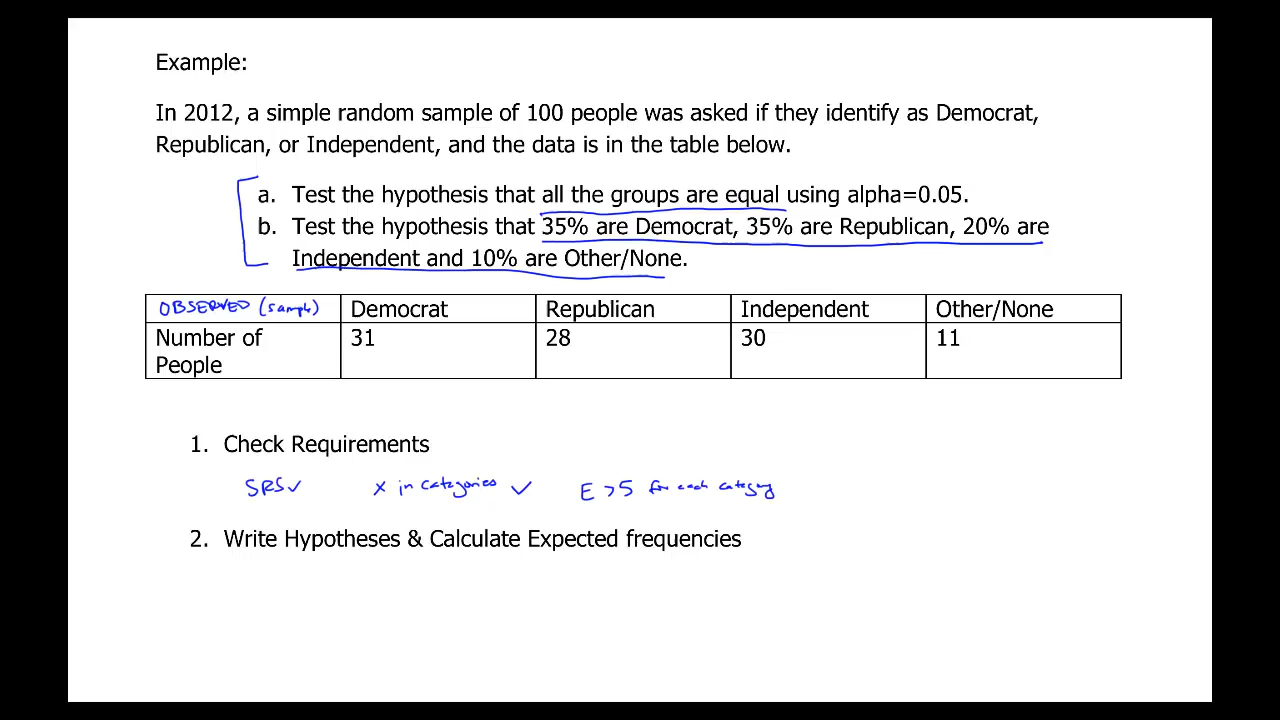 Example:
In 2012, a simple random sample of 100 people was asked if they identify as Democrat,
Republican, or Independent, and the data is in the table below.
a. Test the hypothesis that all the groups are equal using alpha=0.05.
b. Test the hypothesis that 35% are Democrat, 35% are Republican, 20% are
Independent and 10% are Other/None.
OBSERVED (sample) Democrat Republican Independent Other/None
Number of 31 28 30 11
People
1. Check Requirements
SRS✓ x in categories ✓ E >5 for each category
2. Write Hypotheses & Calculate Expected frequencies